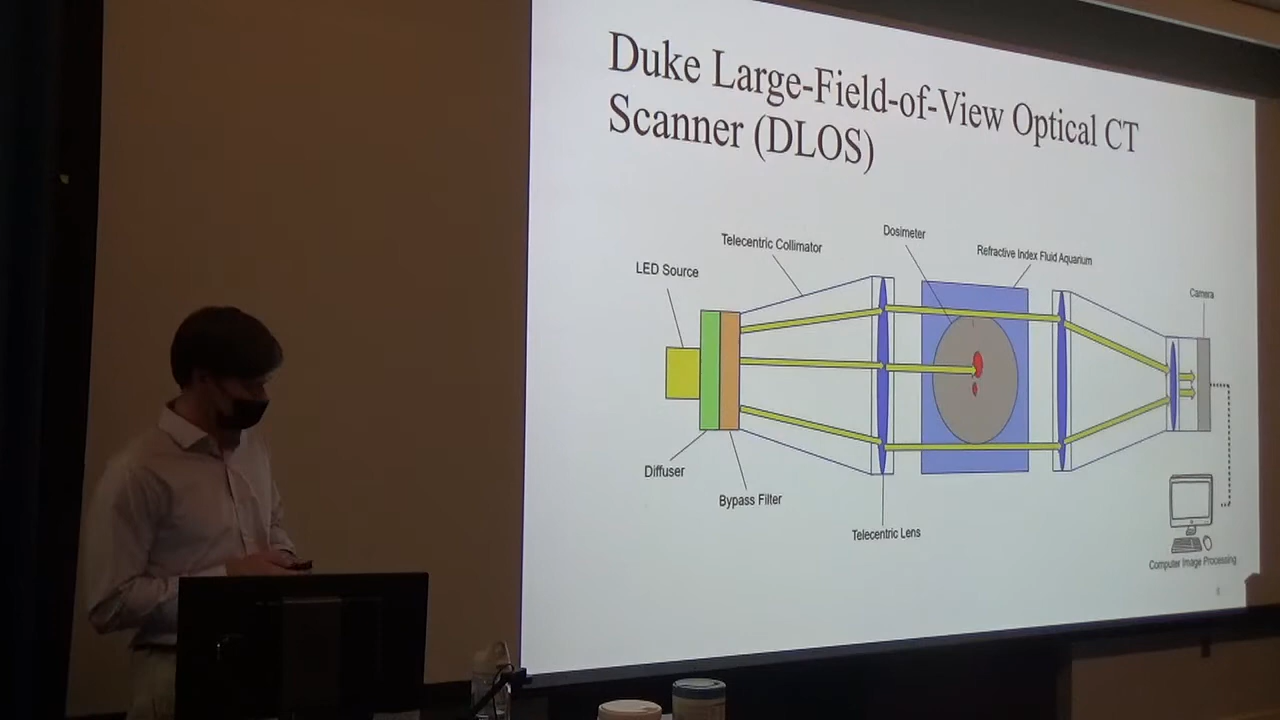 Duke Large-Field-of-View Optical CT
Scanner (DLOS)
Dosimeter
Telecentric Collimator
Refractive Index Fluid Aquarium
LED Source
Camera
Diffuser
Bypass Filter
Telecentric Lens
Computer Image Processing